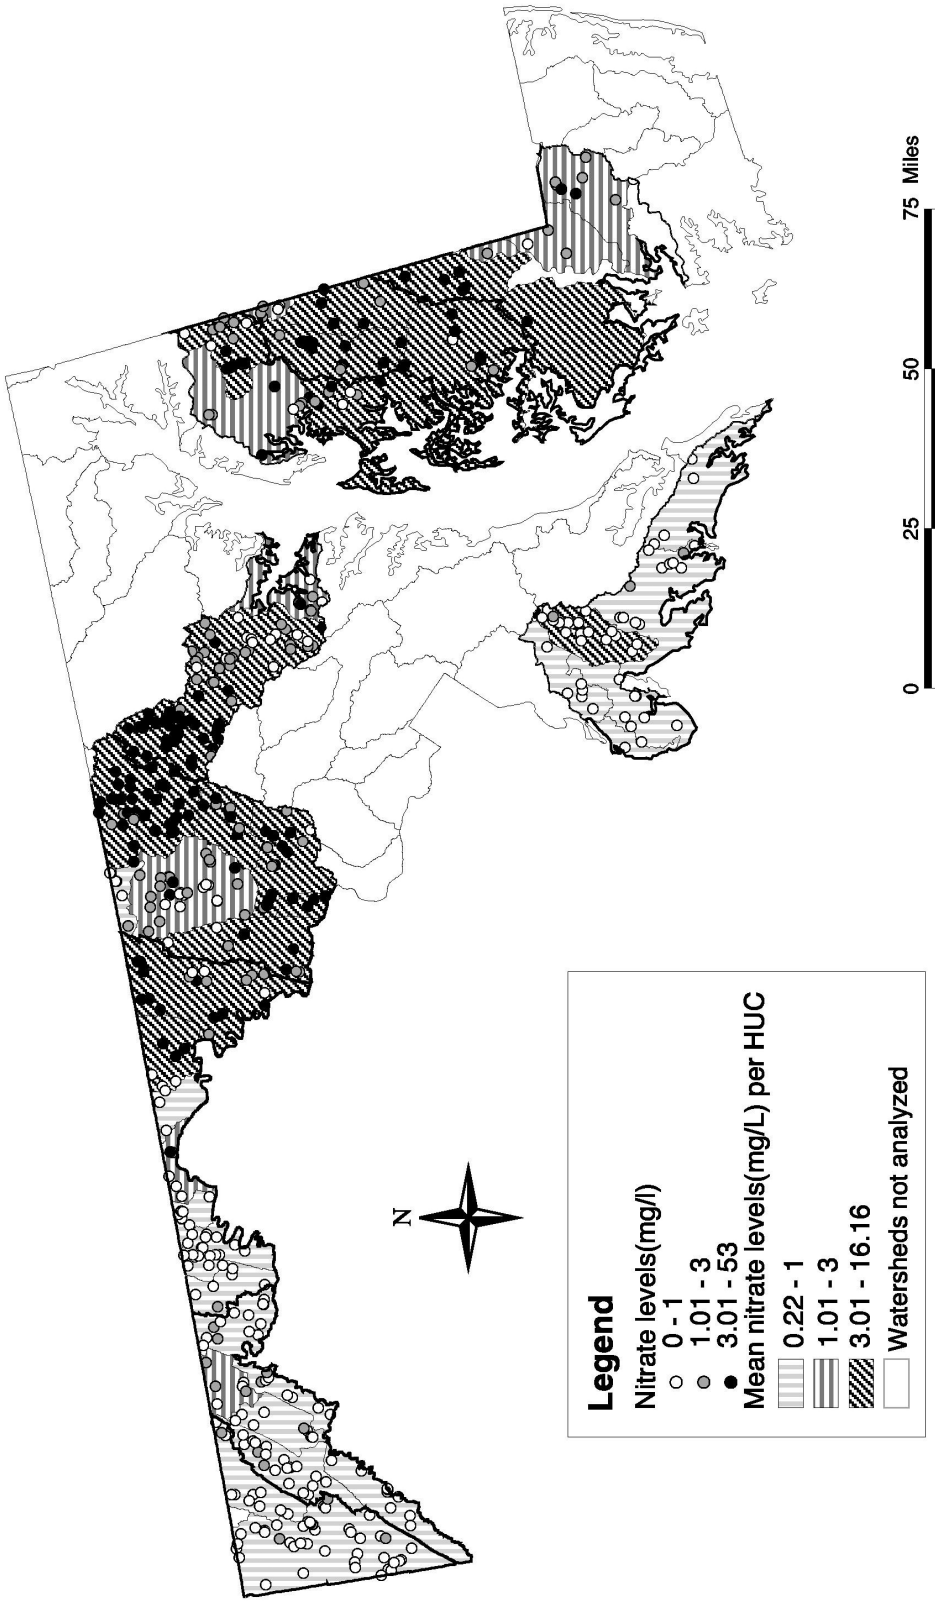 N
Legend
Nitrate levels(mg/l)
0 - 1
1.01 - 3
3.01 - 53
Mean nitrate levels(mg/L) per HUC
0.22 - 1
1.01 - 3
3.01 - 16.16
Watersheds not analyzed
0 25 50 75 Miles